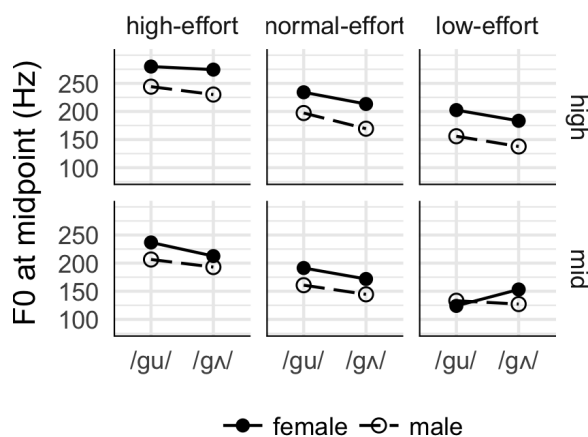 high-effort normal-effort low-effort
F0 at midpoint (Hz)
250
200
150
100
high
250
200
150
100
mid
/gu/ /gʌ/ /gu/ /gʌ/ /gu/ /gʌ/
female male